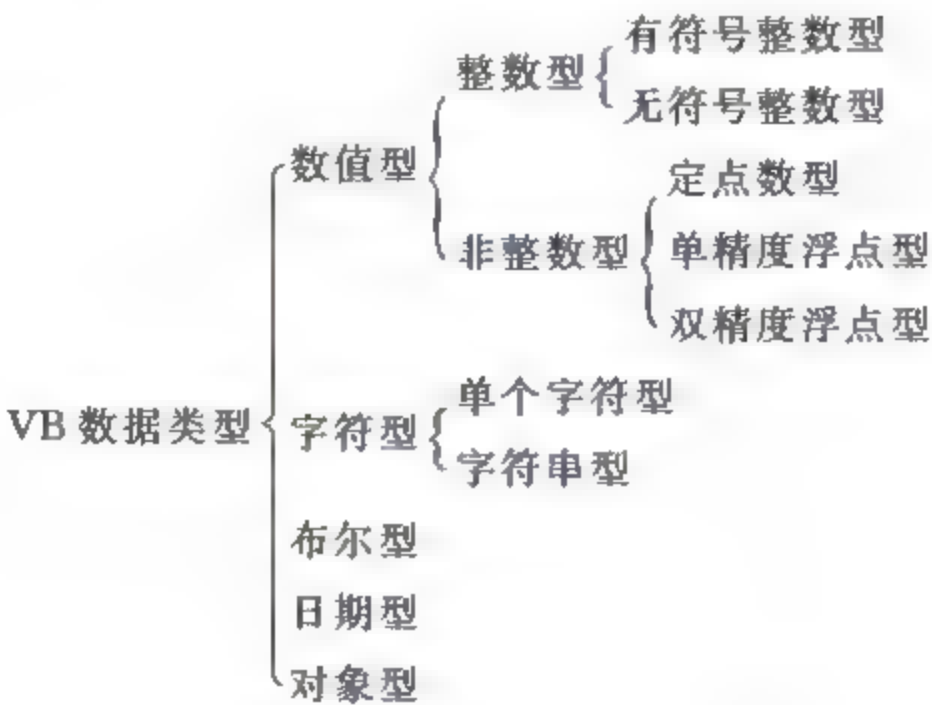 有符号整数型
整数型
无符号整数型
数值型
定点数型
非整数型
单精度浮点型
双精度浮点型
单个字符型
VB 数据类型
字符型
字符串型
布尔型
日期型
对象型